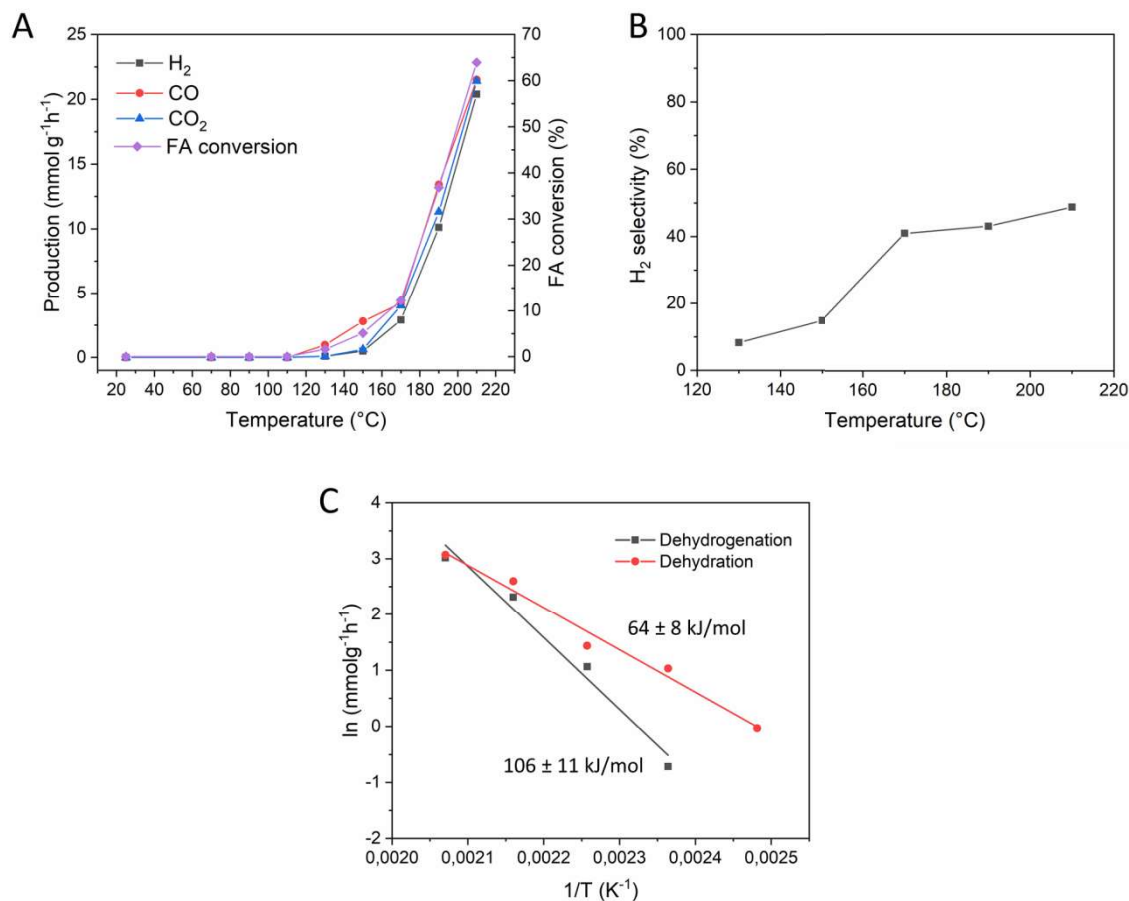 A
H₂
CO
CO₂
FA conversion
Production (mmol g⁻¹h⁻¹)
25
20
15
10
5
0
70
60
50
40
30
20
10
0
FA conversion (%)
20 40 60 80 100 120 140 160 180 200 220
Temperature (°C)
B
H₂ selectivity (%)
100
80
60
40
20
0
120 140 160 180 200 220
Temperature (°C)
C
Dehydrogenation
Dehydration
ln (mmolg⁻¹h⁻¹)
4
3
2
1
0
-1
-2
64 ± 8 kJ/mol
106 ± 11 kJ/mol
0,0020 0,0021 0,0022 0,0023 0,0024 0,0025
1/T (K⁻¹)